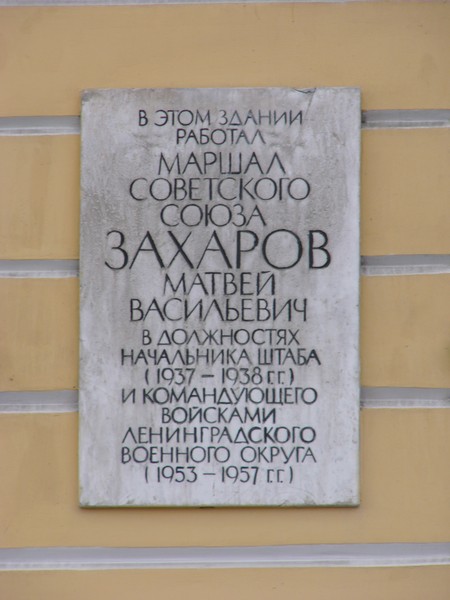 В ЭТОМ ЗДАНИИ
РАБОТАЛ
МАРШАЛ
СОВЕТСКОГО
СОЮЗА
ЗАХАРОВ
МАТВЕЙ
ВАСИЛЬЕВИЧ
В ДОЛЖНОСТЯХ
НАЧАЛЬНИКА ШТАБА
(1937 – 1938 Г.Г.)
И КОМАНДУЮЩЕГО
ВОЙСКАМИ
ЛЕНИНГРАДСКОГО
ВОЕННОГО ОКРУГА
(1953 – 1957 Г.Г.)